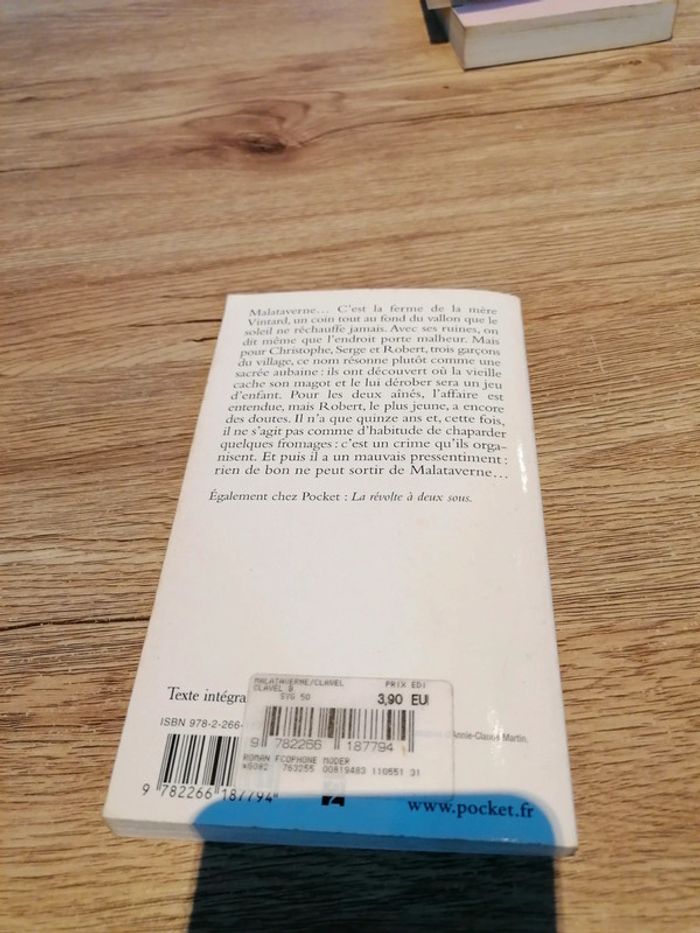 Malataverne… C'est la ferme de la mère
Vintard, un coin tout au fond du vallon que le
soleil ne réchauffe jamais. Avec ses ruines, on
dit même que l'endroit porte malheur. Mais
pour Christophe, Serge et Robert, trois garçons
du village, ce nom résonne plutôt comme une
sacrée aubaine : ils ont découvert où la vieille
cache son magot et le lui dérober sera un jeu
d'enfant. Pour les deux aînés, l'affaire est
entendue, mais Robert, le plus jeune, a encore
des doutes. Il n'a que quinze ans et, cette fois,
il ne s'agit pas comme d'habitude de chaparder
quelques fromages : c'est un crime qu'ils orga-
nisent. Et puis il a un mauvais pressentiment :
rien de bon ne peut sortir de Malataverne…
Également chez Pocket : La révolte à deux sous.
Texte intégra
MALATAVERNE/CLAVEL PRIX EDI
CLAVEL B
SVG 50 3,90 EU
ISBN 978-2-266-
d'Annie-Claude Martin.
9 782266 187794
ROMAN FCOPHONE MODER
763255 00819483 110551 31
9 782266 187794
www.pocket.fr